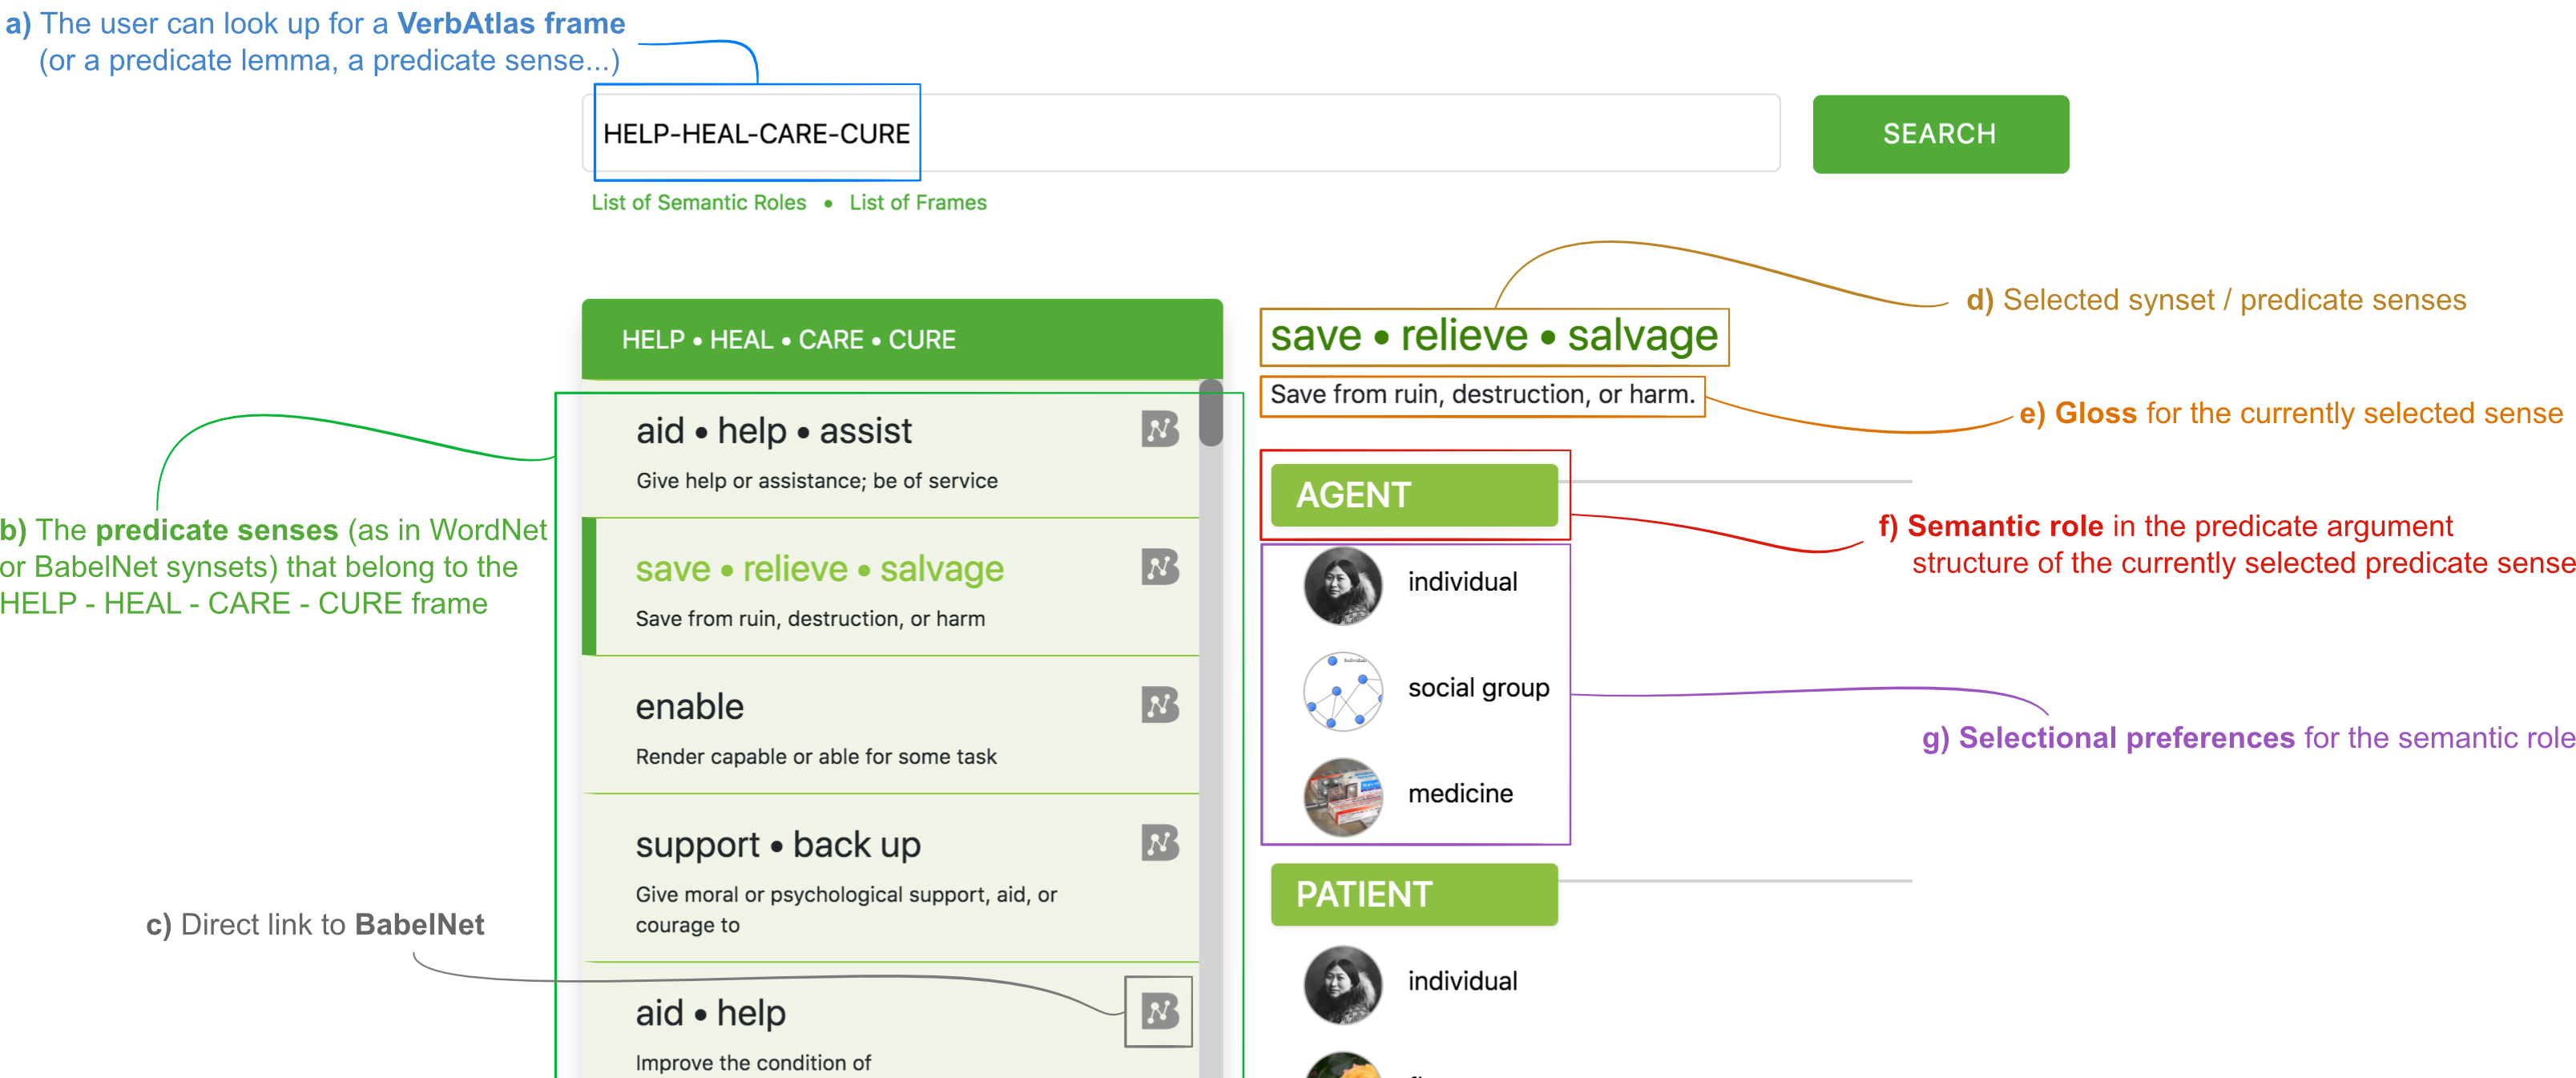 a) The user can look up for a VerbAtlas frame
(or a predicate lemma, a predicate sense...)
HELP-HEAL-CARE-CURE
SEARCH
List of Semantic Roles • List of Frames
HELP • HEAL • CARE • CURE
aid • help • assist
Give help or assistance; be of service
save • relieve • salvage
Save from ruin, destruction, or harm
enable
Render capable or able for some task
support • back up
Give moral or psychological support, aid, or
courage to
aid • help
Improve the condition of
b) The predicate senses (as in WordNet
or BabelNet synsets) that belong to the
HELP - HEAL - CARE - CURE frame
c) Direct link to BabelNet
save • relieve • salvage
Save from ruin, destruction, or harm.
AGENT
individual
social group
medicine
PATIENT
individual
d) Selected synset / predicate senses
e) Gloss for the currently selected sense
f) Semantic role in the predicate argument
structure of the currently selected predicate sense
g) Selectional preferences for the semantic role